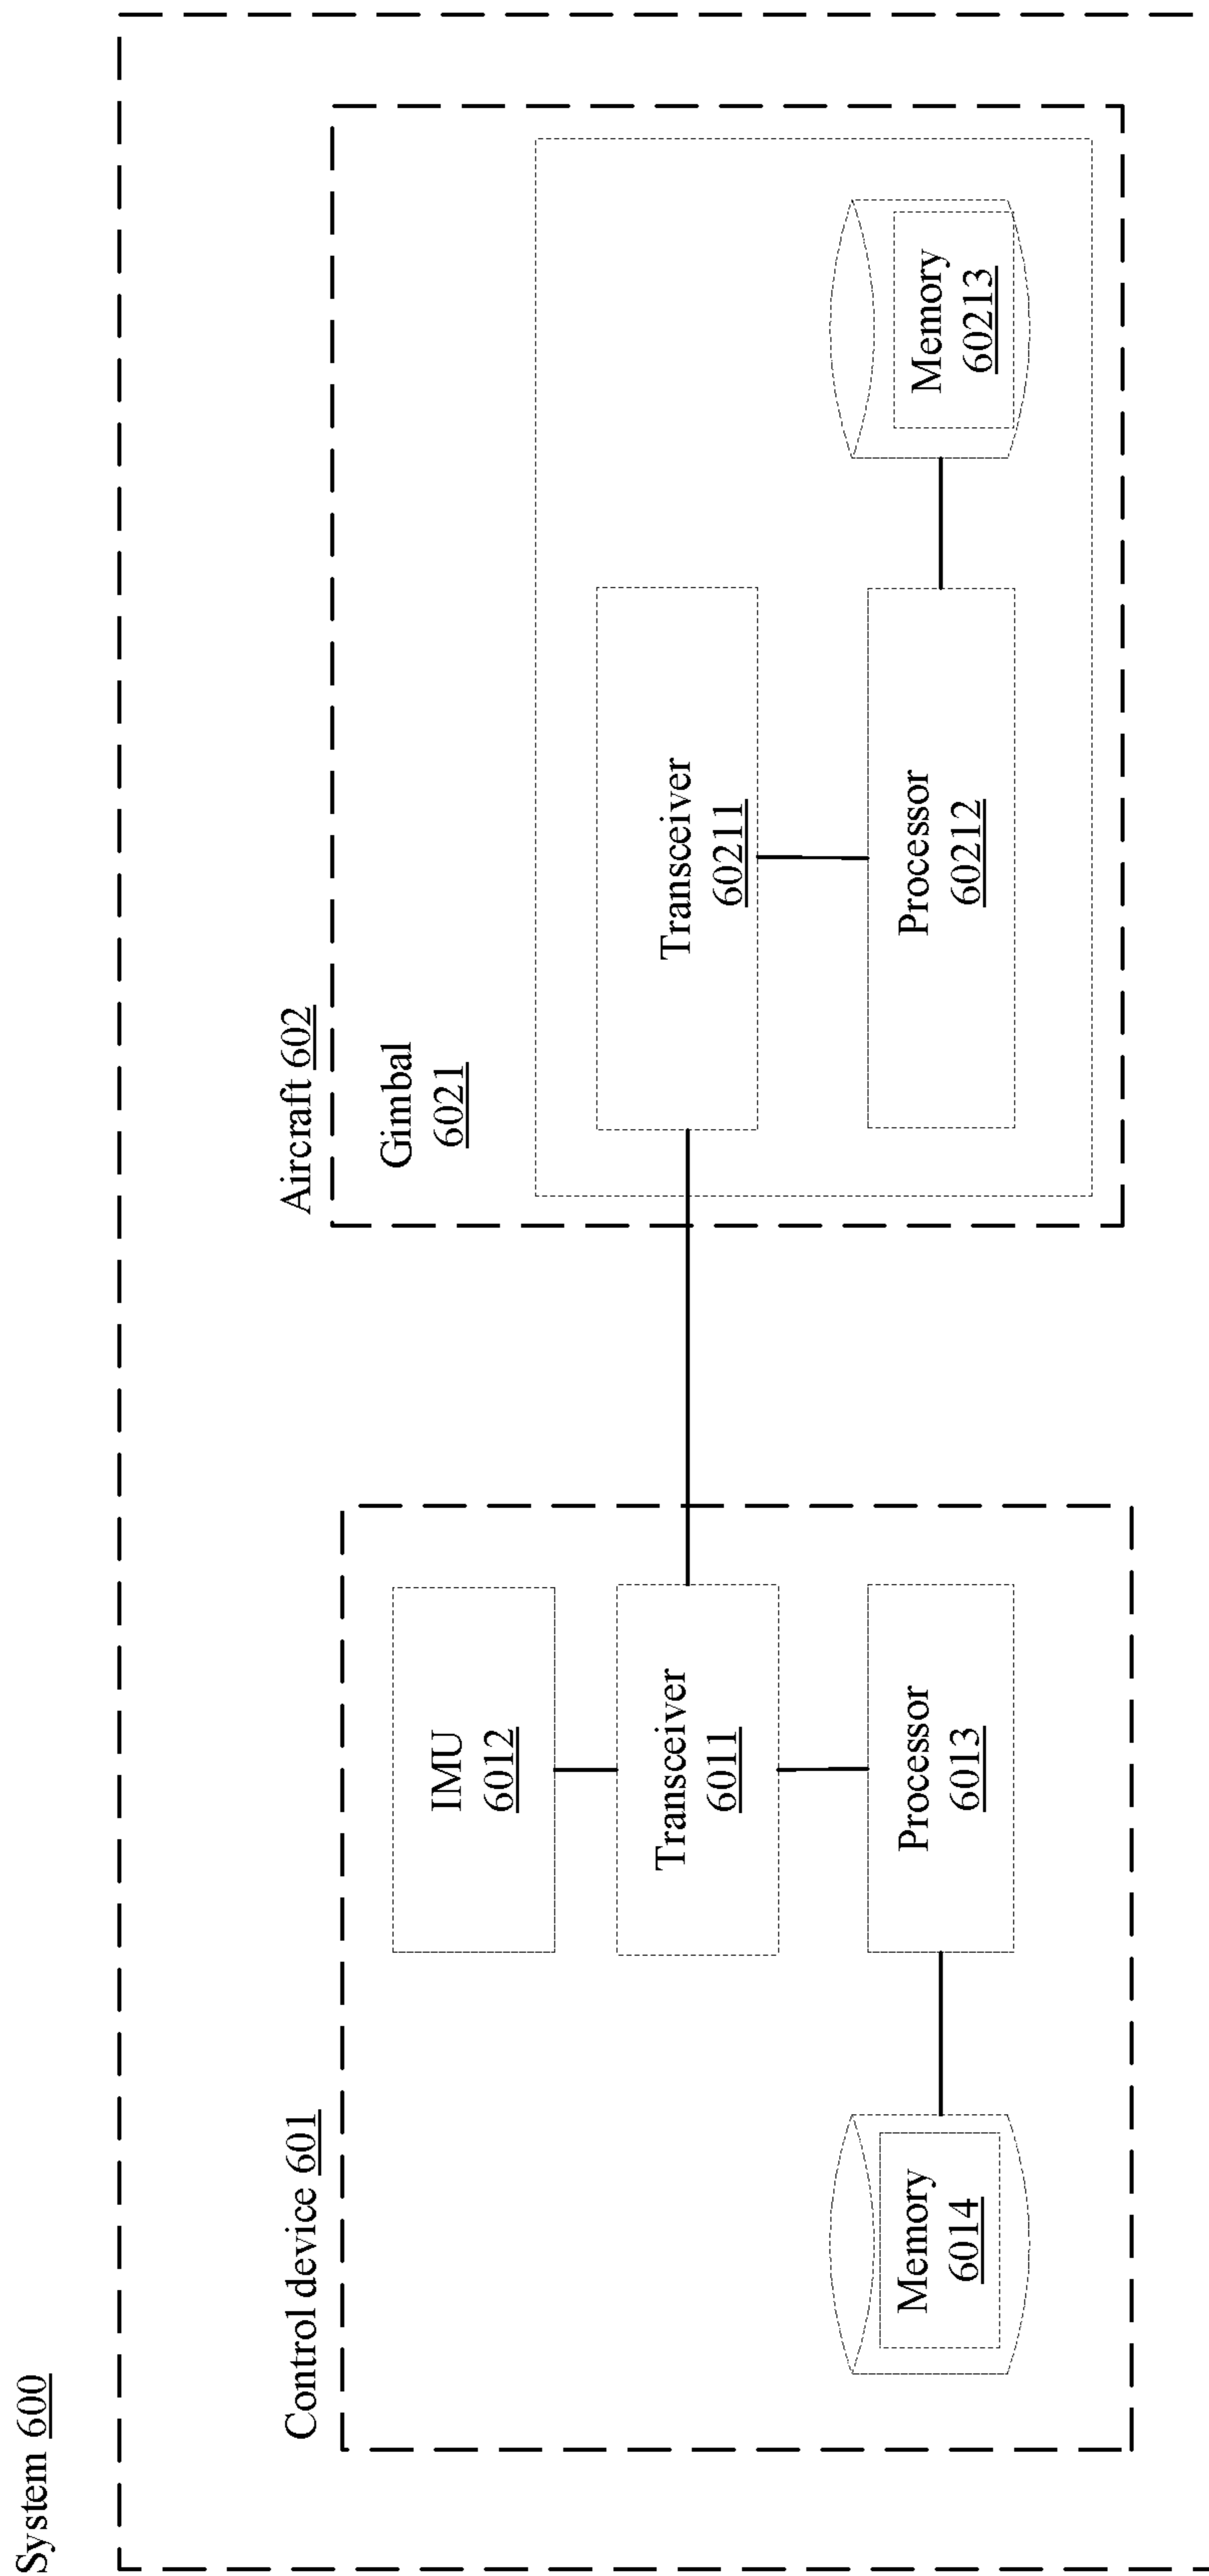 System 600
Control device 601
IMU
6012
Transceiver
6011
Processor
6013
Memory
6014
Aircraft 602
Gimbal
6021
Transceiver
60211
Processor
60212
Memory
60213